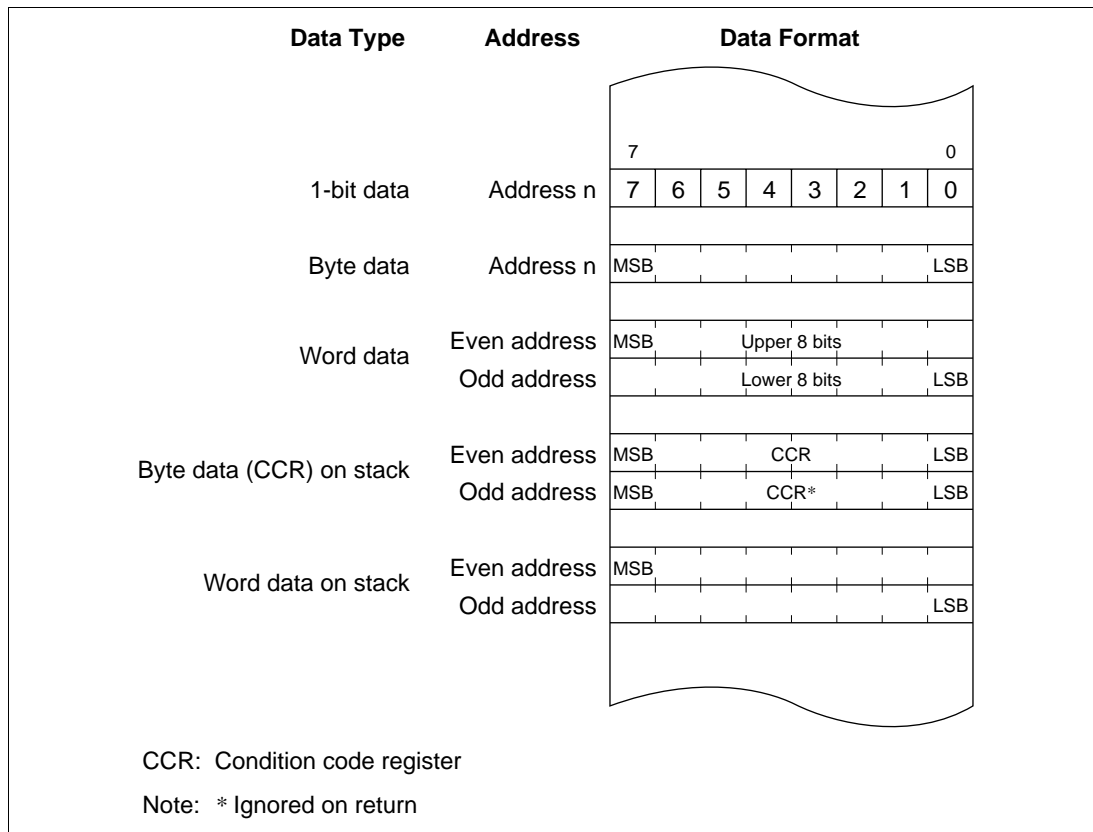 Data Type Address Data Format
7 0
1-bit data Address n 7 6 5 4 3 2 1 0
Byte data Address n MSB LSB
Word data Even address MSB Upper 8 bits
Odd address Lower 8 bits LSB
Byte data (CCR) on stack Even address MSB CCR LSB
Odd address MSB CCR* LSB
Word data on stack Even address MSB
Odd address LSB
CCR: Condition code register
Note: * Ignored on return